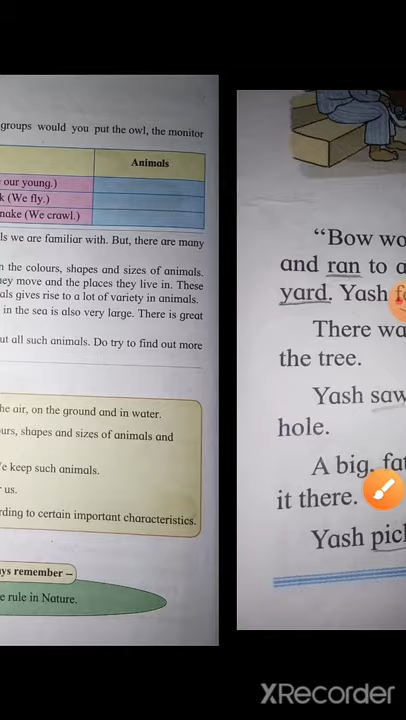 groups would you put the owl, the monitor
Animals
our young.)
k (We fly.)
nake (We crawl.)
ls we are familiar with. But, there are many
n the colours, shapes and sizes of animals.
ey move and the places they live in. These
als gives rise to a lot of variety in animals.
in the sea is also very large. There is great
ut all such animals. Do try to find out more
he air, on the ground and in water.
urs, shapes and sizes of animals and
e keep such animals.
us.
rding to certain important characteristics.
ays remember –
e rule in Nature.
"Bow wo
and ran to a
yard. Yash f
There wa
the tree.
Yash saw
hole.
A big, fat
it there.
Yash pick
XRecorder